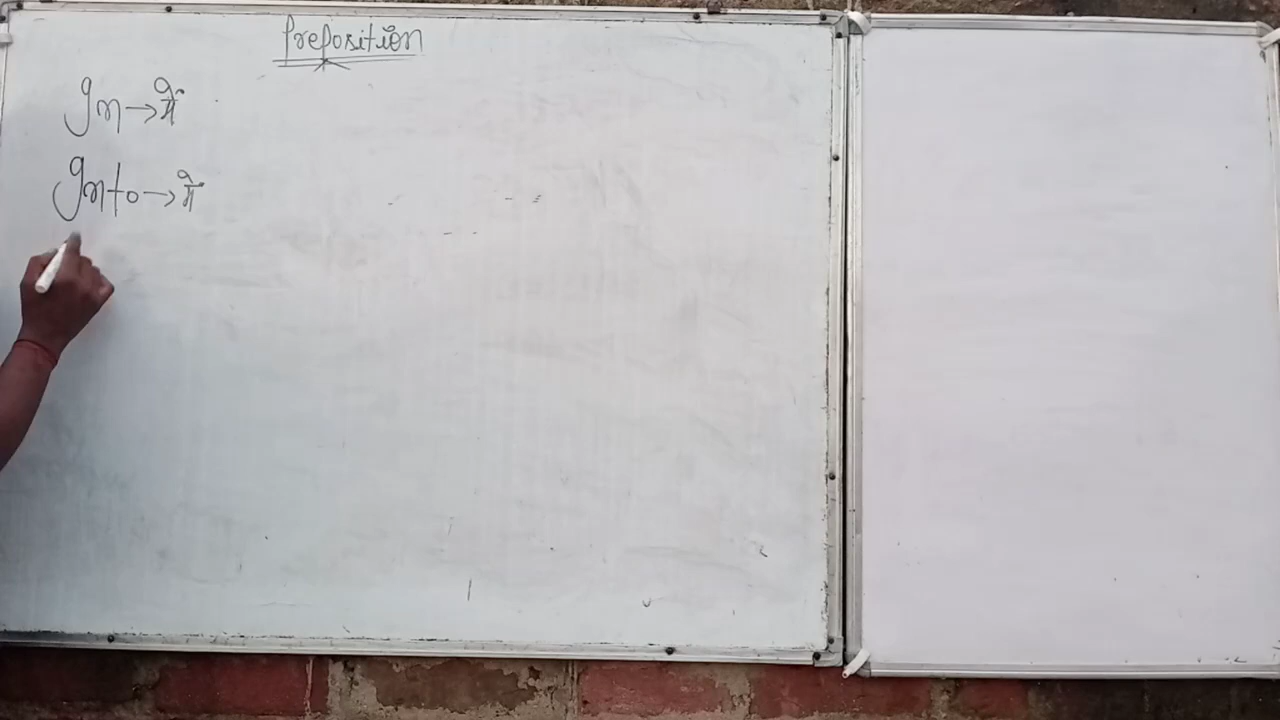 Preposition
In → में
Into → में